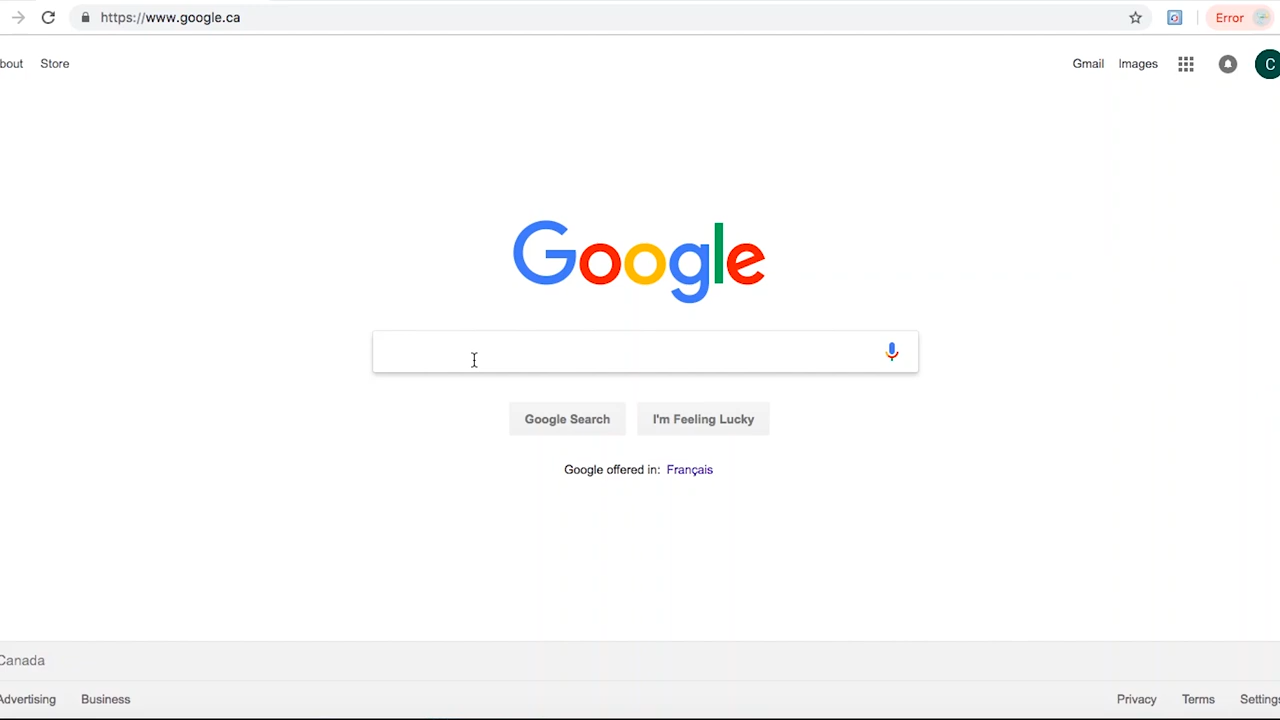 https://www.google.ca
Error
bout
Store
Gmail
Images
C
Google
Google Search
I'm Feeling Lucky
Google offered in: Français
Canada
Advertising
Business
Privacy
Terms
Settings